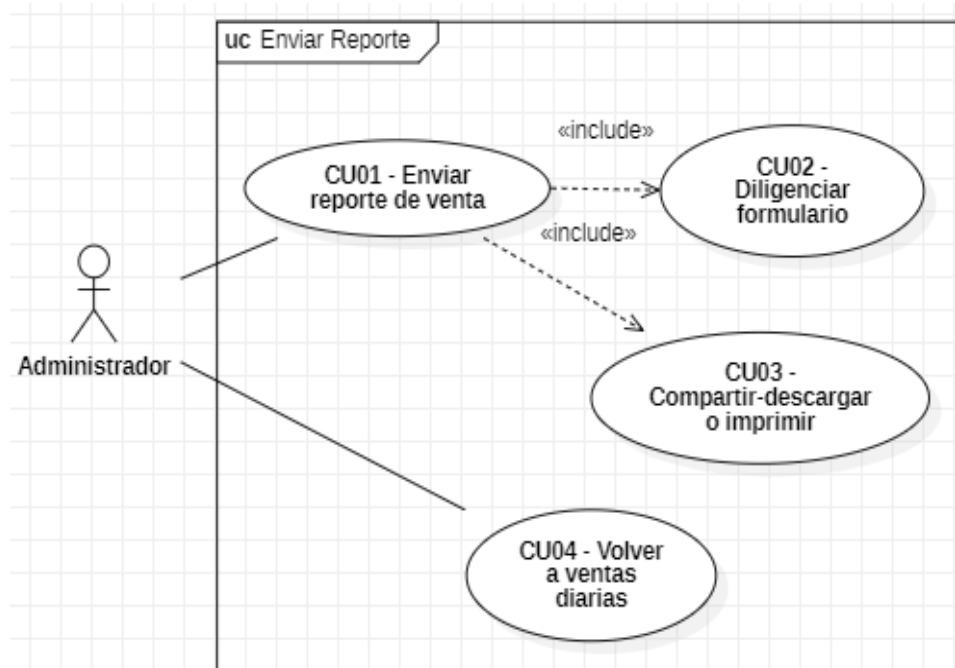 uc Enviar Reporte
«include»
CU01 - Enviar
reporte de venta
CU02 -
Diligenciar
formulario
«include»
Administrador
CU03 -
Compartir-descargar
o imprimir
CU04 - Volver
a ventas
diarias